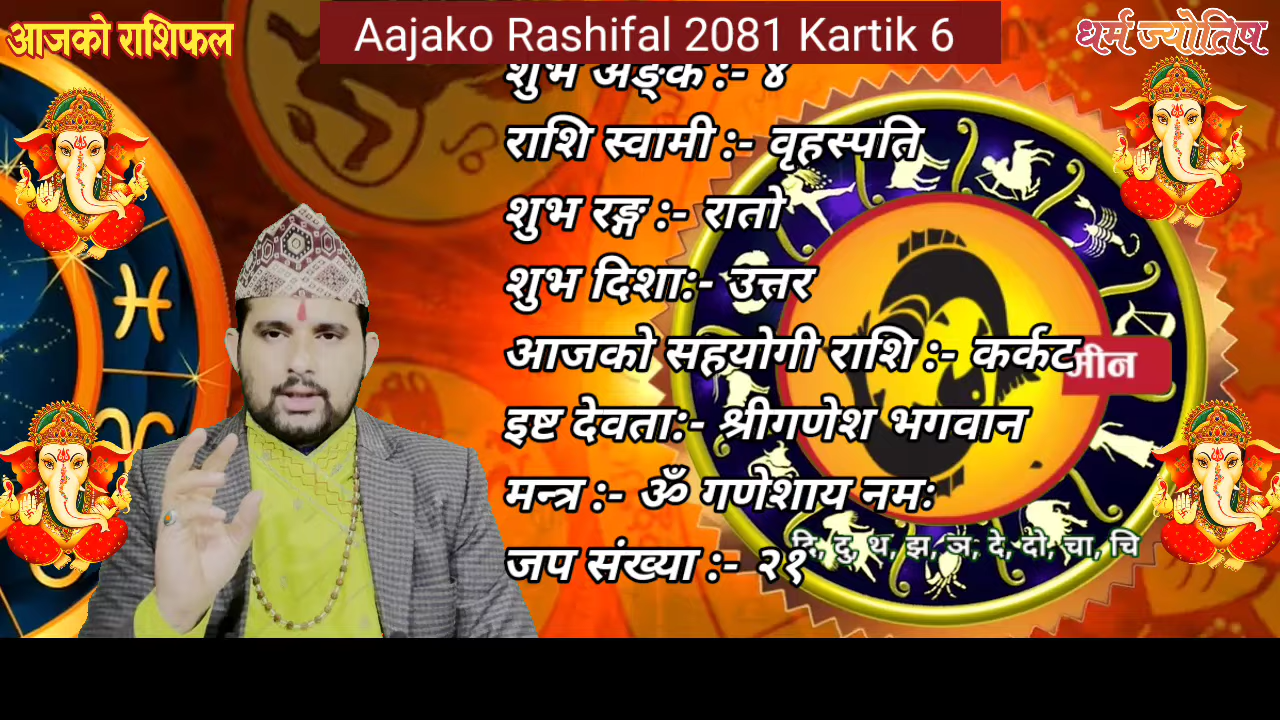 आजको राशिफल
Aajako Rashifal 2081 Kartik 6
धर्म ज्योतिष
शुभ अङ्क :- ४
राशि स्वामी :- वृहस्पति
शुभ रङ्ग :- रातो
शुभ दिशा:- उत्तर
आजको सहयोगी राशि :- कर्कट
मीन
इष्ट देवता:- श्रीगणेश भगवान
मन्त्र :- ॐ गणेशाय नमः
दि, दु, थ, झ, ञ, दे, दो, चा, चि
जप संख्या :- २१